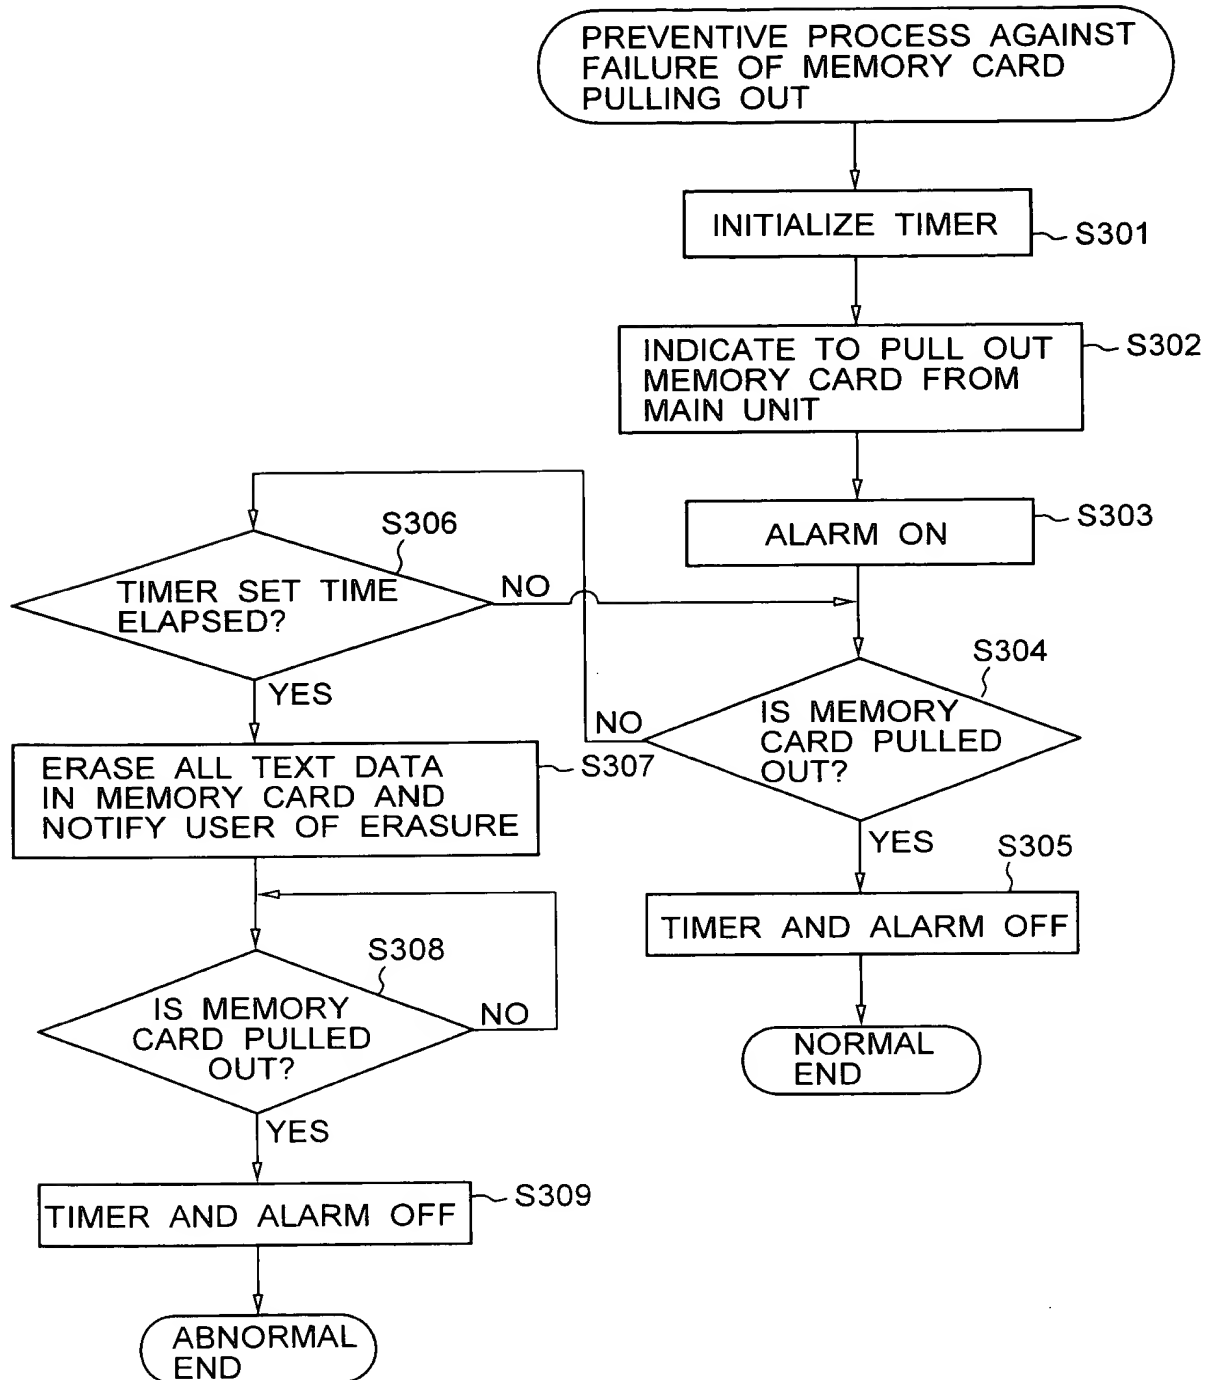 PREVENTIVE PROCESS AGAINST
FAILURE OF MEMORY CARD
PULLING OUT
INITIALIZE TIMER
S301
INDICATE TO PULL OUT
MEMORY CARD FROM
MAIN UNIT
S302
ALARM ON
S303
S306
TIMER SET TIME
ELAPSED?
NO
YES
S304
IS MEMORY
CARD PULLED
OUT?
NO
YES
ERASE ALL TEXT DATA
IN MEMORY CARD AND
NOTIFY USER OF ERASURE
S307
S305
TIMER AND ALARM OFF
NORMAL
END
S308
IS MEMORY
CARD PULLED
OUT?
NO
YES
TIMER AND ALARM OFF
S309
ABNORMAL
END